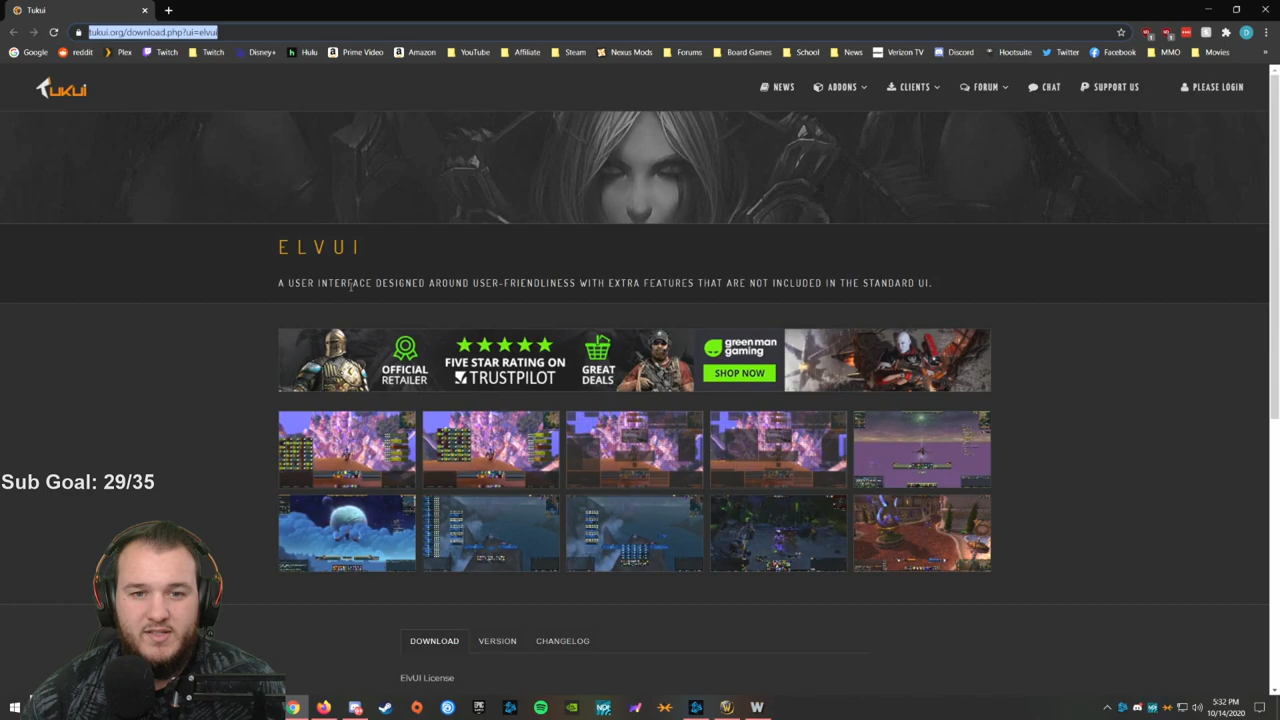 Tukui
tukui.org/download.php?ui=elvui
Google reddit Plex Twitch Twitch Disney+ Hulu Prime Video Amazon YouTube Affiliate Steam Nexus Mods Forums Board Games School News Verizon TV Discord Hootsuite Twitter Facebook MMO Movies
TUKUI NEWS ADDONS CLIENTS FORUM CHAT SUPPORT US PLEASE LOGIN
ELVUI
A USER INTERFACE DESIGNED AROUND USER-FRIENDLINESS WITH EXTRA FEATURES THAT ARE NOT INCLUDED IN THE STANDARD UI.
OFFICIAL
RETAILER
FIVE STAR RATING ON
TRUSTPILOT
GREAT
DEALS
green man
gaming
SHOP NOW
Sub Goal: 29/35
DOWNLOAD VERSION CHANGELOG
ElvUI License
5:32 PM
10/14/2020